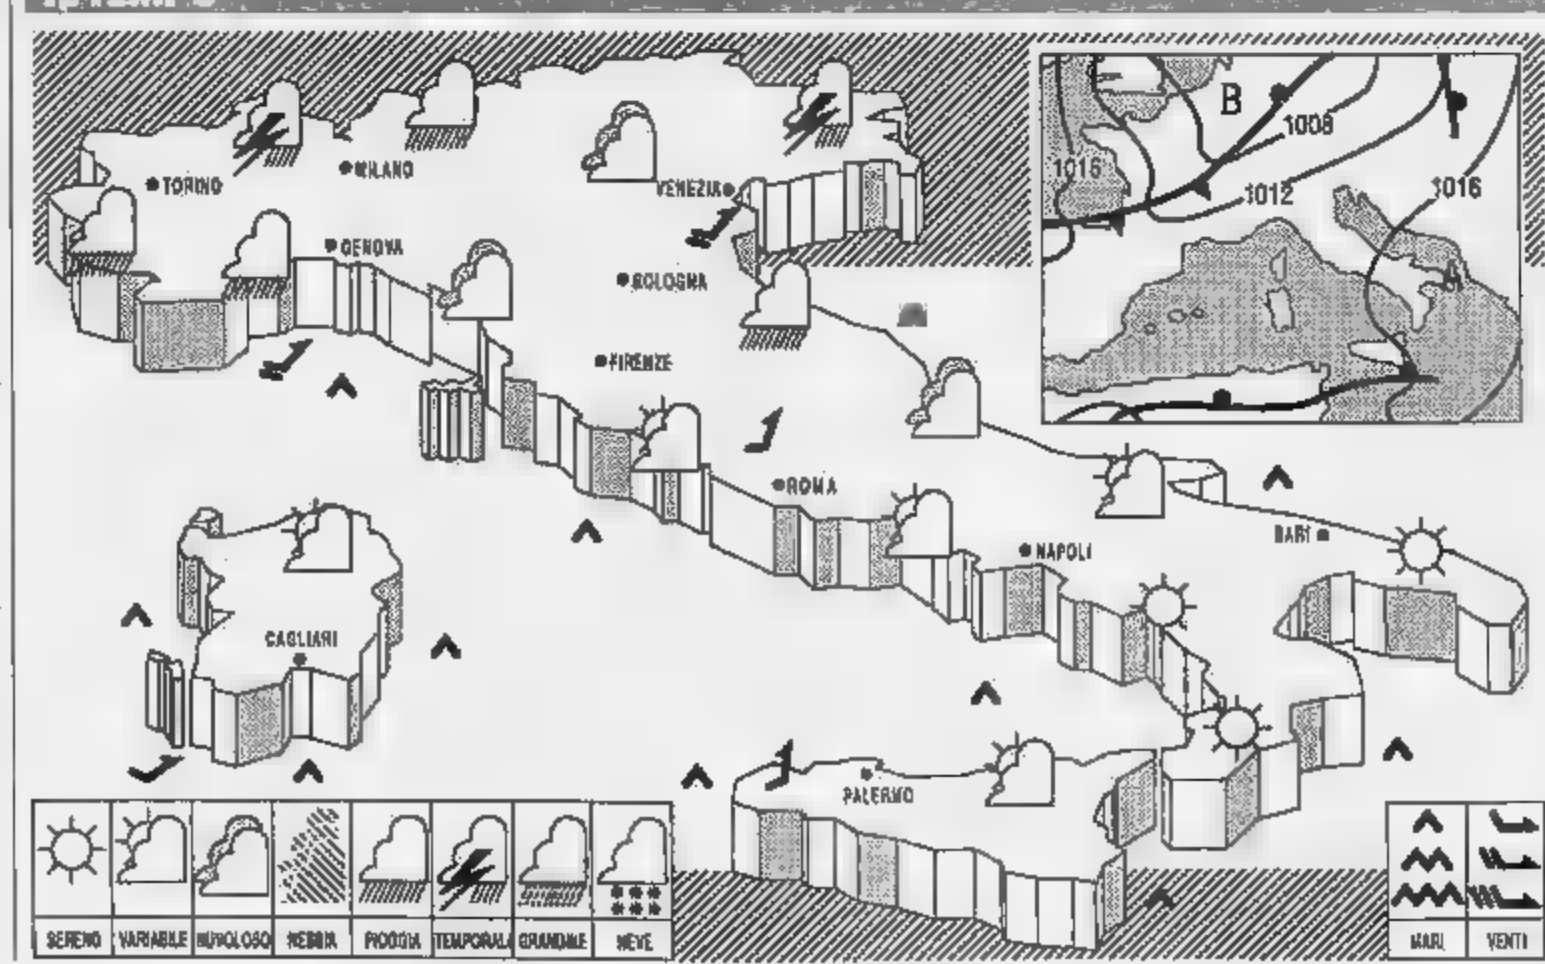 B
1008
1016
1012
1016
TORINO
MILANO
VENEZIA
GENOVA
BOLOGNA
FIRENZE
ROMA
BARI
NAPOLI
CAGLIARI
PALERMO
SERENO VARIABILE NUVOLOSO NEBBIA PIOGGIA TEMPORALE GRANDINE NEVE
MARI VENTI